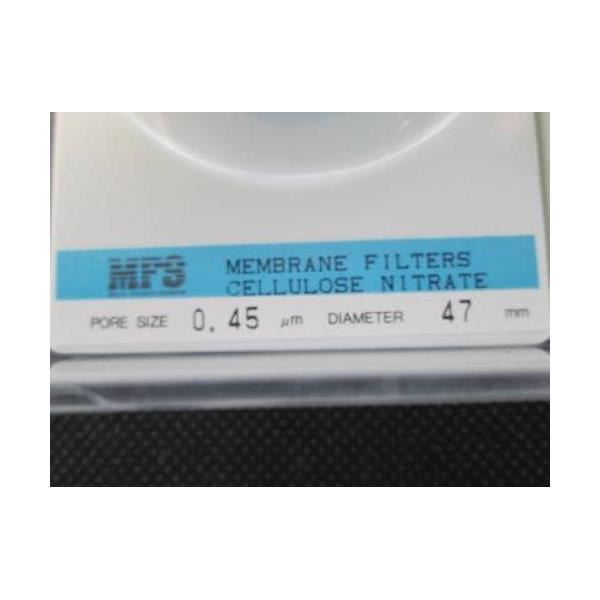 MFS MEMBRANE FILTERS
CELLULOSE NITRATE
PORE SIZE 0.45 μm DIAMETER 47 mm